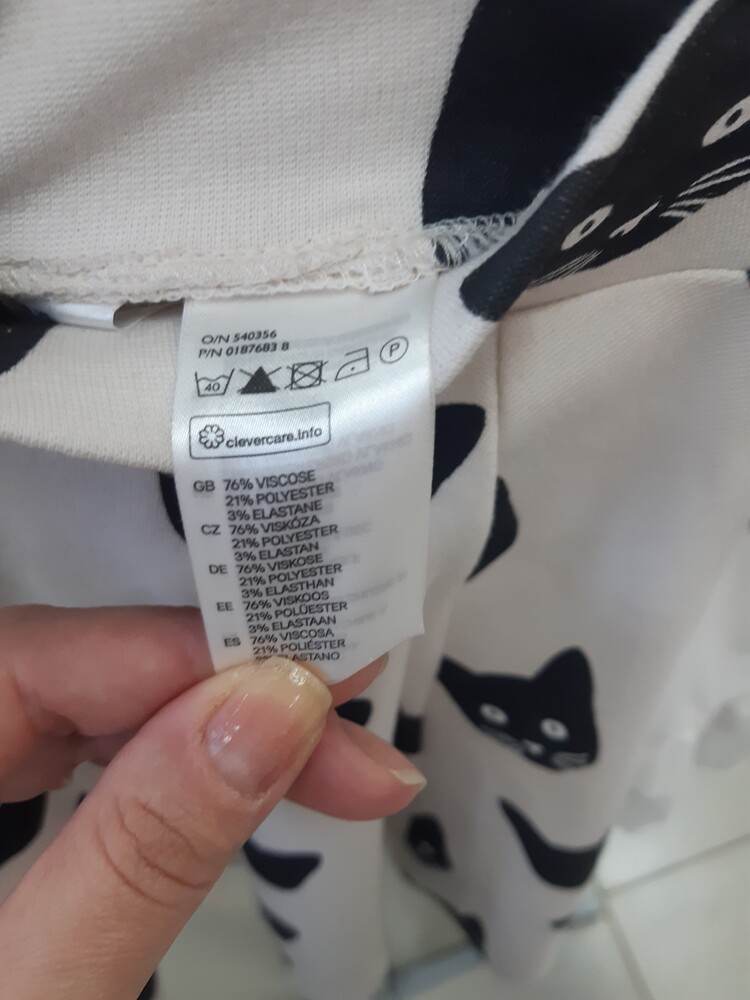 O/N 540356
P/N 0187683 8
40 P
clevercare.info
GB 76% VISCOSE
21% POLYESTER
3% ELASTANE
CZ 76% VISKÓZA
21% POLYESTER
3% ELASTAN
DE 76% VISKOSE
21% POLYESTER
3% ELASTHAN
EE 76% VISKOOS
21% POLÜESTER
3% ELASTAAN
ES 76% VISCOSA
21% POLIÉSTER